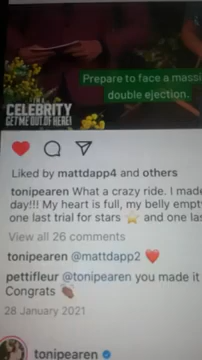 Prepare to face a massi
double ejection.
I'M A
CELEBRITY
GET ME OUT OF HERE!
Liked by mattdapp4 and others
tonipearen What a crazy ride. I made
day!!! My heart is full, my belly empt
one last trial for stars ⭐ and one las
View all 26 comments
tonipearen @mattdapp2 ❤️
pettifleur @tonipearen you made it
Congrats 👏🏾
28 January 2021
tonipearen